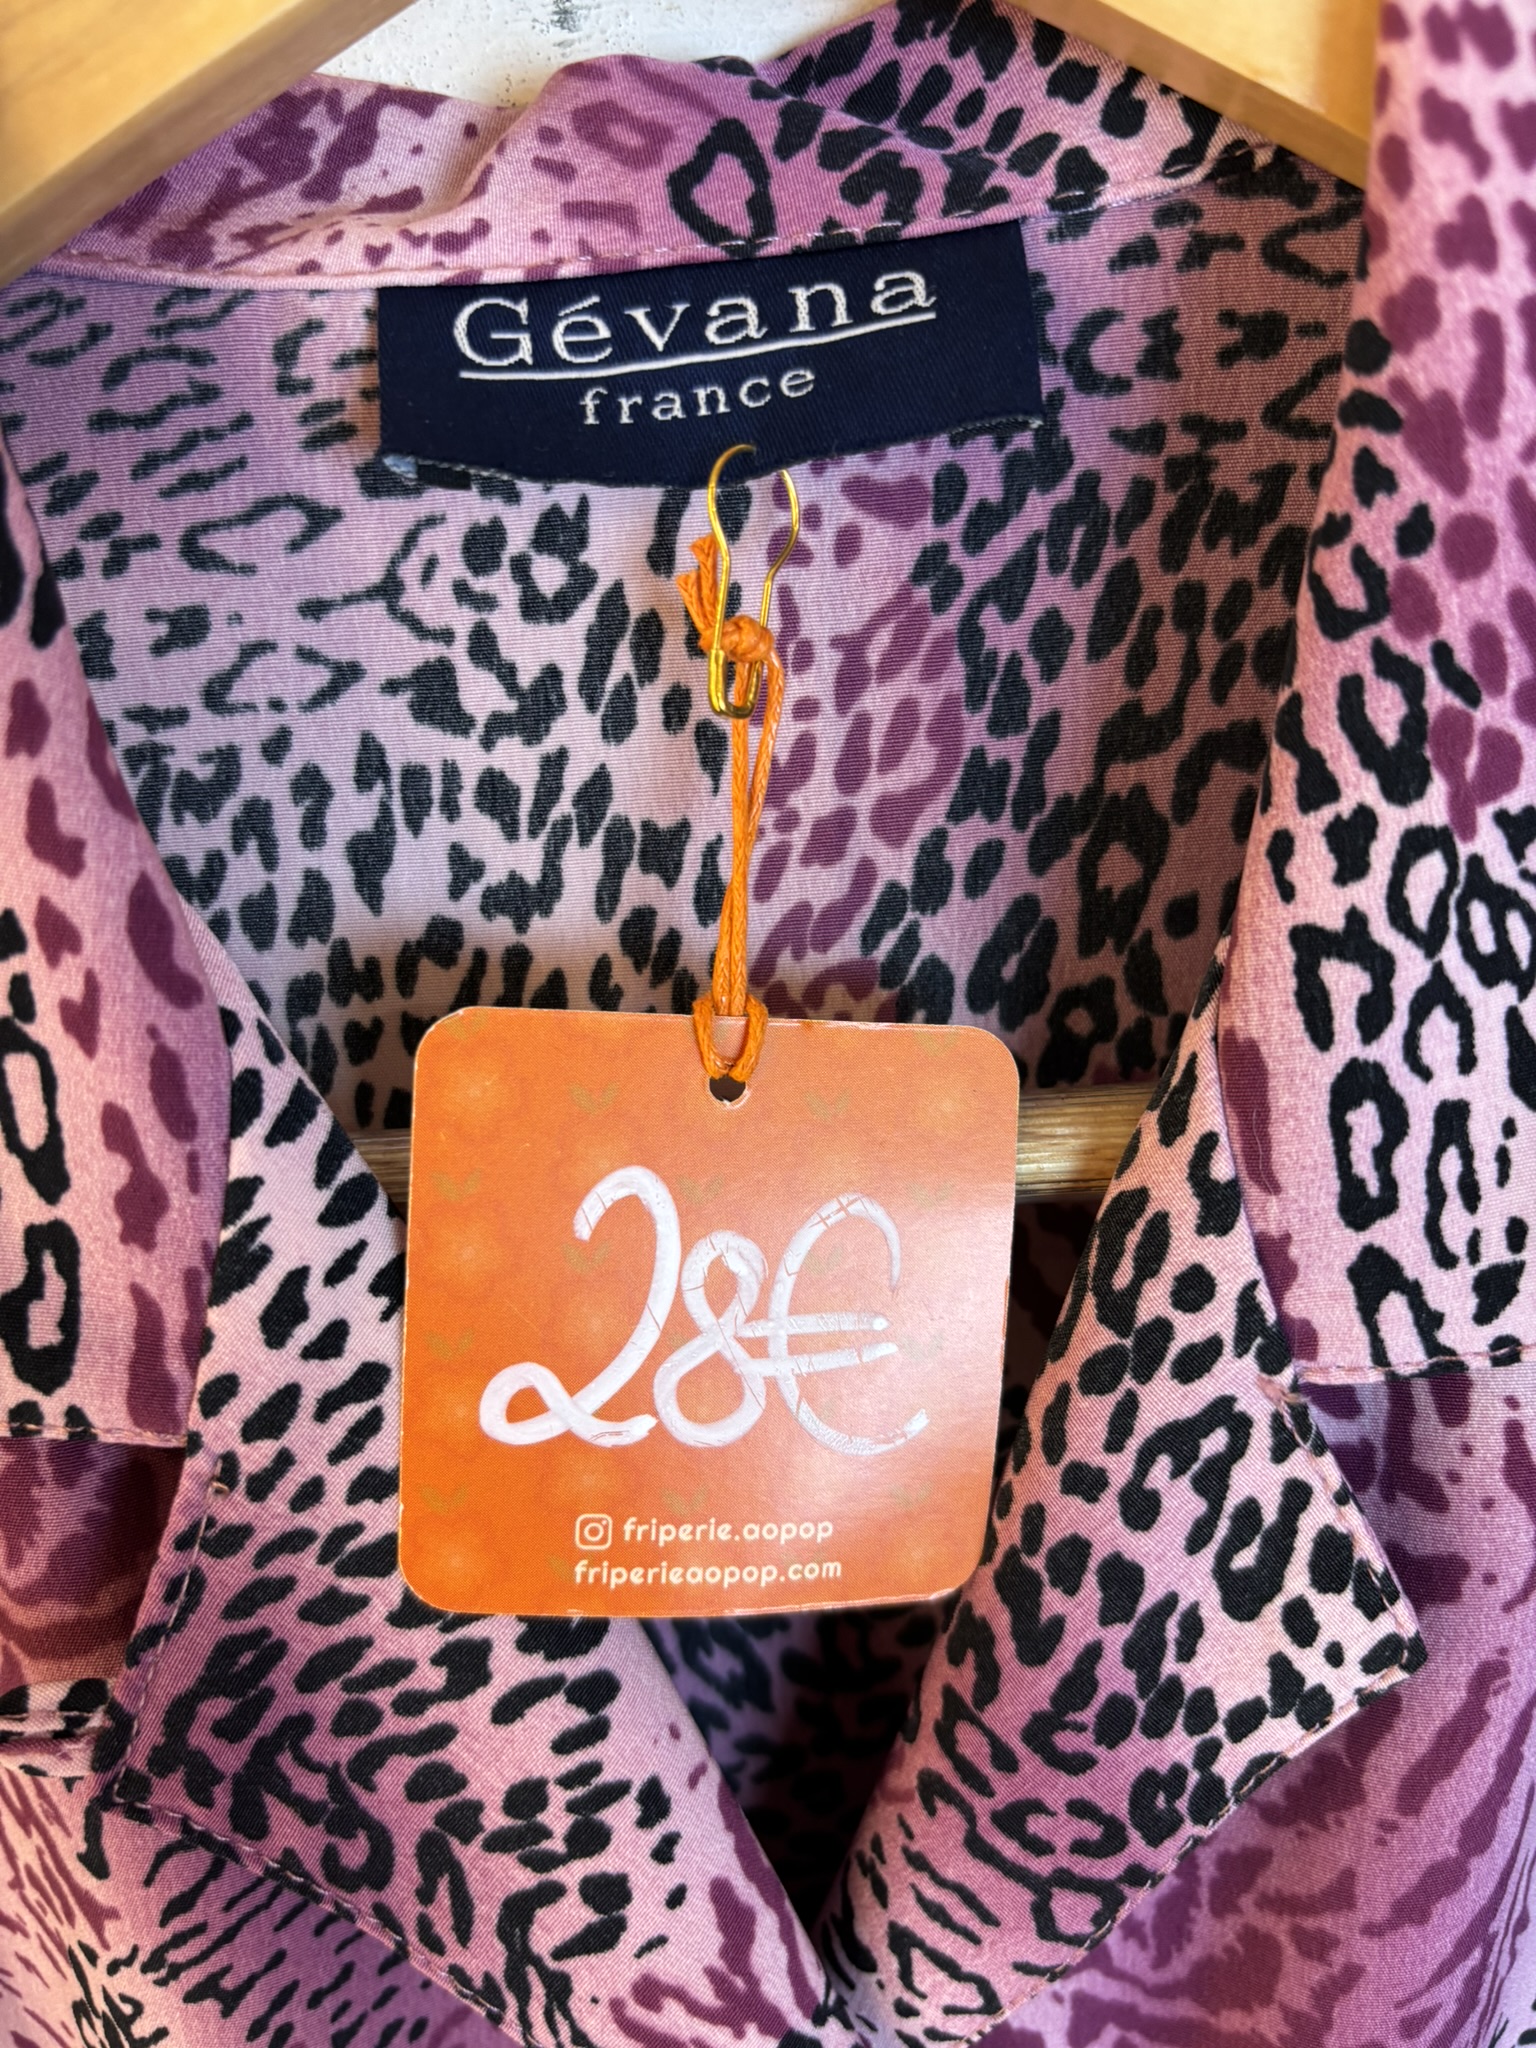 Gévana
france
28€
friperie.aopop
friperieaopop.com